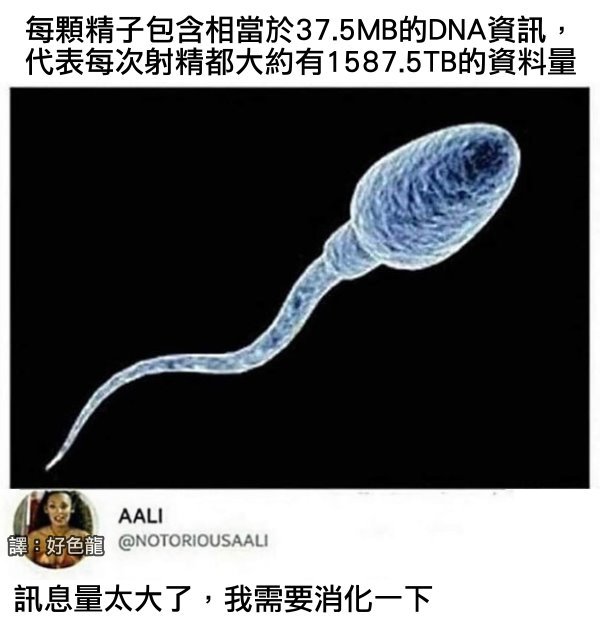 每顆精子包含相當於37.5MB的DNA資訊，
代表每次射精都大約有1587.5TB的資料量
AALI
譯：好色龍
@NOTORIOUSAALI
訊息量太大了，我需要消化一下